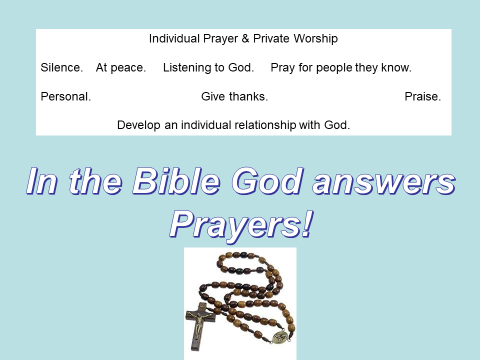 Individual Prayer & Private Worship
Silence. At peace. Listening to God. Pray for people they know.
Personal. Give thanks. Praise.
Develop an individual relationship with God.
In the Bible God answers
Prayers!